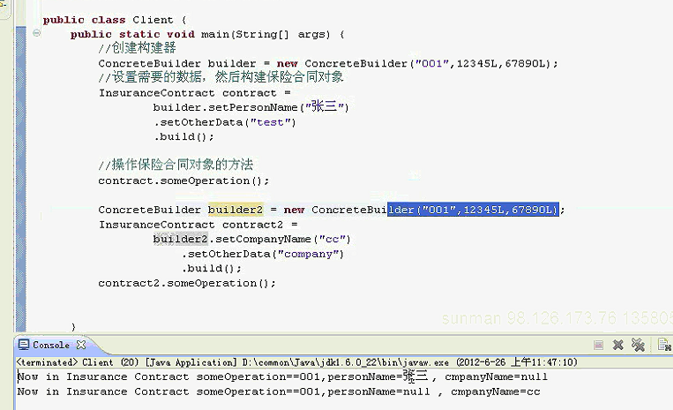 public class Client {
public static void main(String[] args) {
//创建构建器
ConcreteBuilder builder = new ConcreteBuilder("001",12345L,67890L);
//设置需要的数据，然后构建保险合同对象
InsuranceContract contract =
builder.setPersonName("张三")
.setOtherData("test")
.build();
//操作保险合同对象的方法
contract.someOperation();
ConcreteBuilder builder2 = new ConcreteBuilder("001",12345L,67890L);
InsuranceContract contract2 =
builder2.setCompanyName("cc")
.setOtherData("company")
.build();
contract2.someOperation();
}
sunman 98.126.173.76 135805
Console
<terminated> Client (20) [Java Application] D:\common\Java\jdk1.6.0_22\bin\javaw.exe (2012-6-26 上午11:47:10)
Now in Insurance Contract someOperation==001,personName=张三 , cmpanyName=null
Now in Insurance Contract someOperation==001,personName=null , cmpanyName=cc